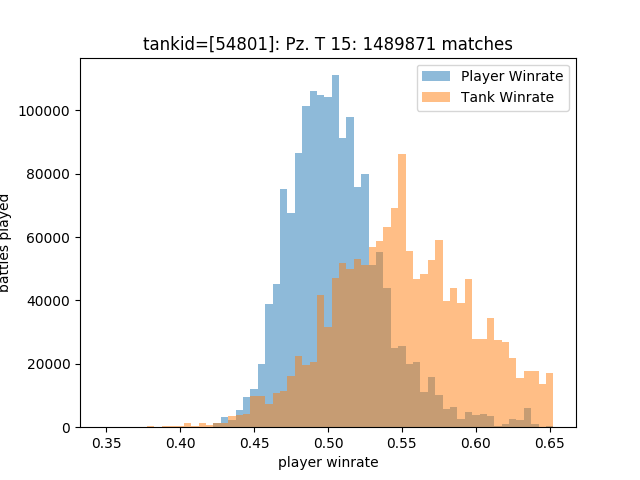 tankid=[54801]: Pz. T 15: 1489871 matches
Player Winrate
Tank Winrate
100000
80000
60000
40000
20000
0
battles played
0.35 0.40 0.45 0.50 0.55 0.60 0.65
player winrate